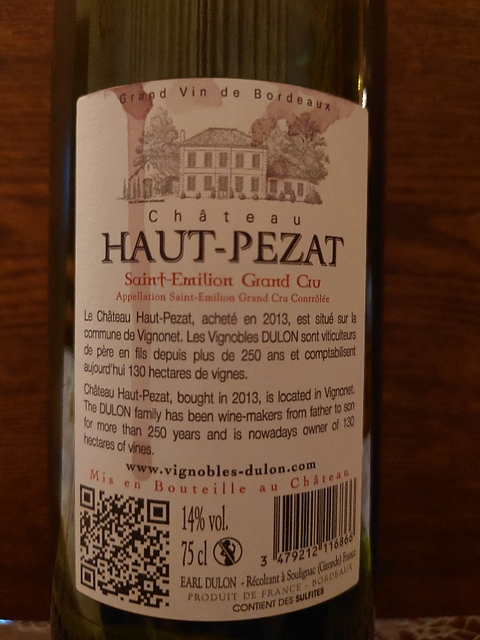 Grand Vin de Bordeaux
Château
HAUT-PEZAT
Saint-Emilion Grand Cru
Appellation Saint-Emilion Grand Cru Contrôlée
Le Château Haut-Pezat, acheté en 2013, est situé sur la
commune de Vignonet. Les Vignobles DULON sont viticulteurs
de père en fils depuis plus de 250 ans et comptabilisent
aujourd'hui 130 hectares de vignes.
Château Haut-Pezat, bought in 2013, is located in Vignonet.
The DULON family has been wine-makers from father to son
for more than 250 years and is nowadays owner of 130
hectares of vines.
www.vignobles-dulon.com
Mis en Bouteille au Château
14% vol.
75 cl
3 479212 116866
EARL DULON - Récoltant à Soulignac (Gironde) France
PRODUIT DE FRANCE - BORDEAUX
CONTIENT DES SULFITES